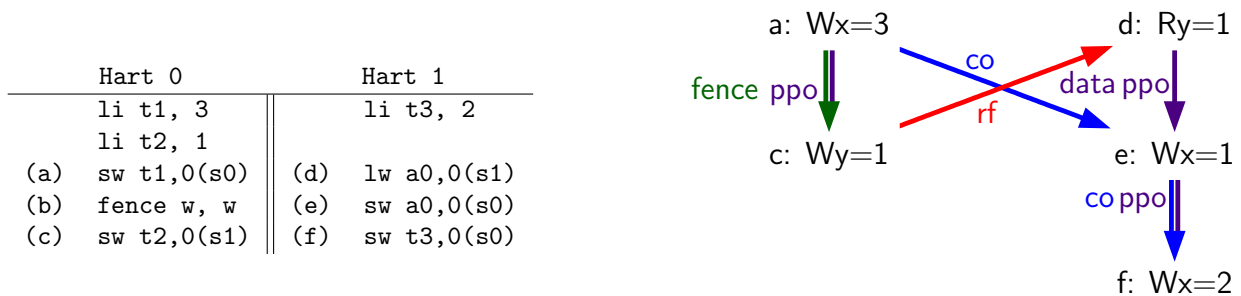 Hart 0 Hart 1
li t1, 3 li t3, 2
li t2, 1
(a) sw t1,0(s0) (d) lw a0,0(s1)
(b) fence w, w (e) sw a0,0(s0)
(c) sw t2,0(s1) (f) sw t3,0(s0)
a: Wx=3 d: Ry=1
co
fence ppo data ppo
rf
c: Wy=1 e: Wx=1
co ppo
f: Wx=2